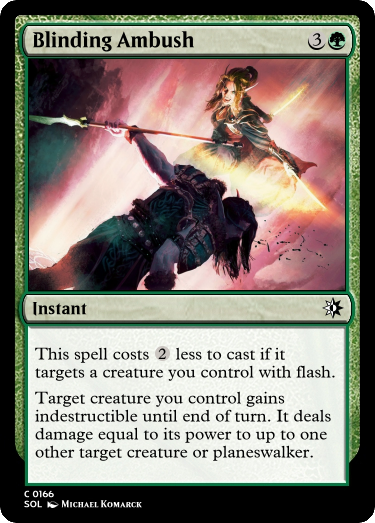 Blinding Ambush 3
Instant
This spell costs 2 less to cast if it
targets a creature you control with flash.
Target creature you control gains
indestructible until end of turn. It deals
damage equal to its power to up to one
other target creature or planeswalker.
C 0166
SOL Michael Komarck